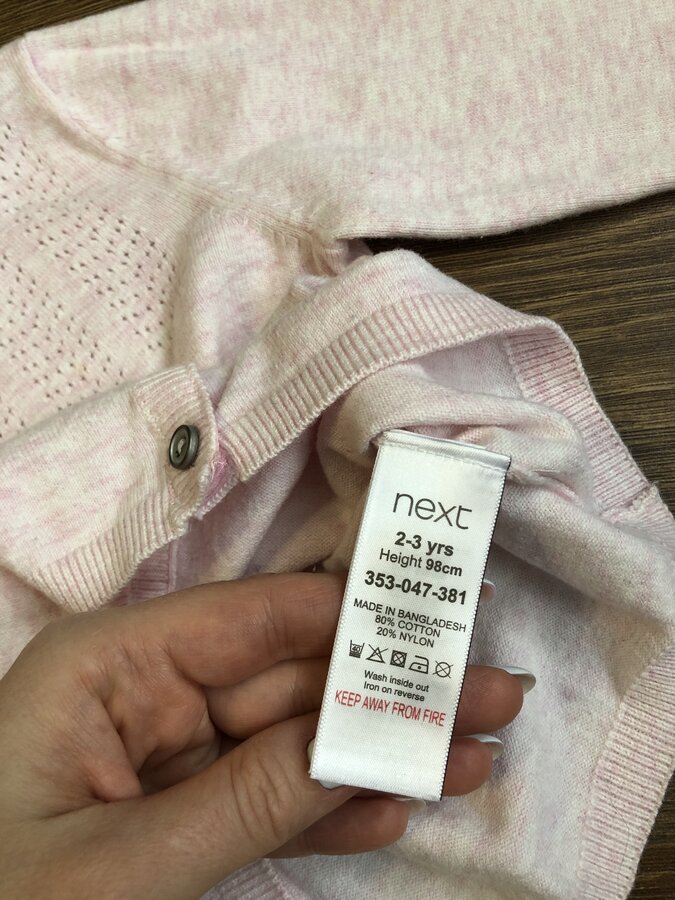 next
2-3 yrs
Height 98cm
353-047-381
MADE IN BANGLADESH
80% COTTON
20% NYLON
40
Wash inside out
Iron on reverse
KEEP AWAY FROM FIRE